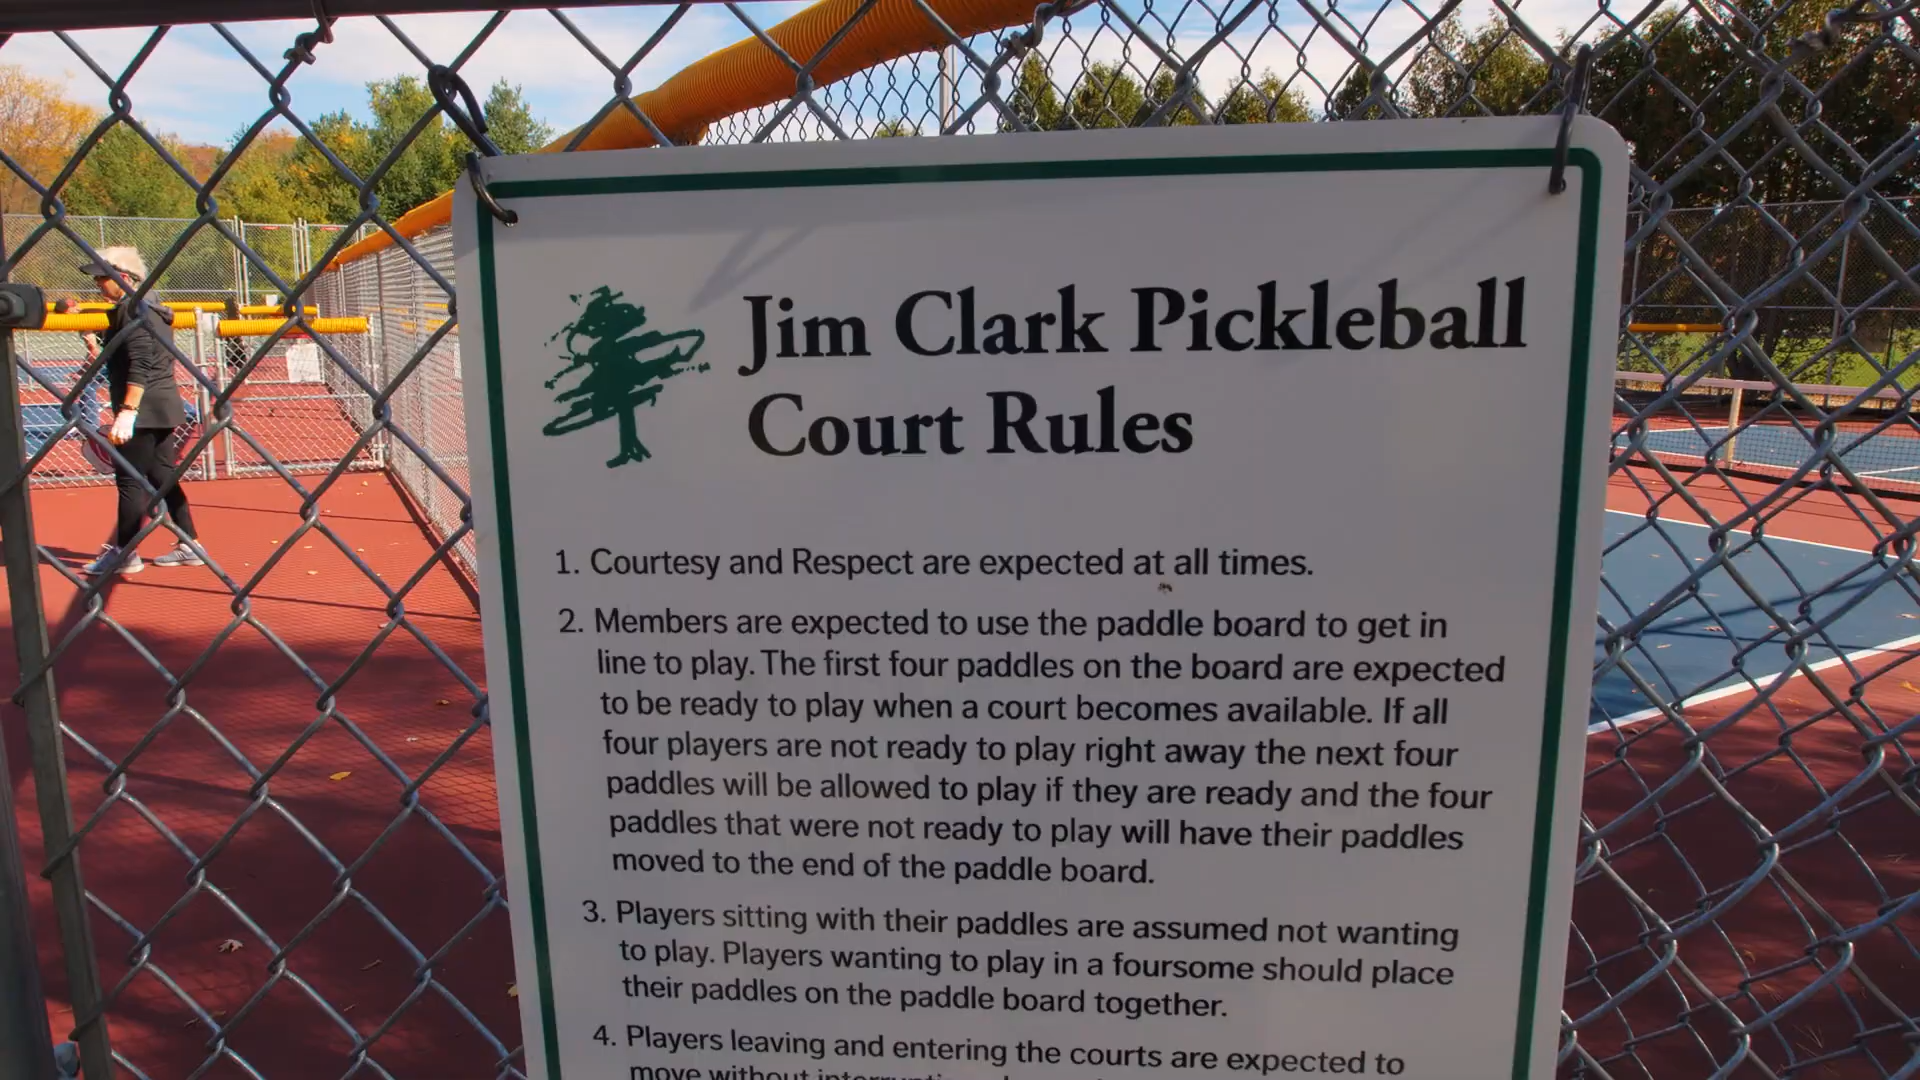 Jim Clark Pickleball
Court Rules
1. Courtesy and Respect are expected at all times.
2. Members are expected to use the paddle board to get in
line to play. The first four paddles on the board are expected
to be ready to play when a court becomes available. If all
four players are not ready to play right away the next four
paddles will be allowed to play if they are ready and the four
paddles that were not ready to play will have their paddles
moved to the end of the paddle board.
3. Players sitting with their paddles are assumed not wanting
to play. Players wanting to play in a foursome should place
their paddles on the paddle board together.
4. Players leaving and entering the courts are expected to
move without